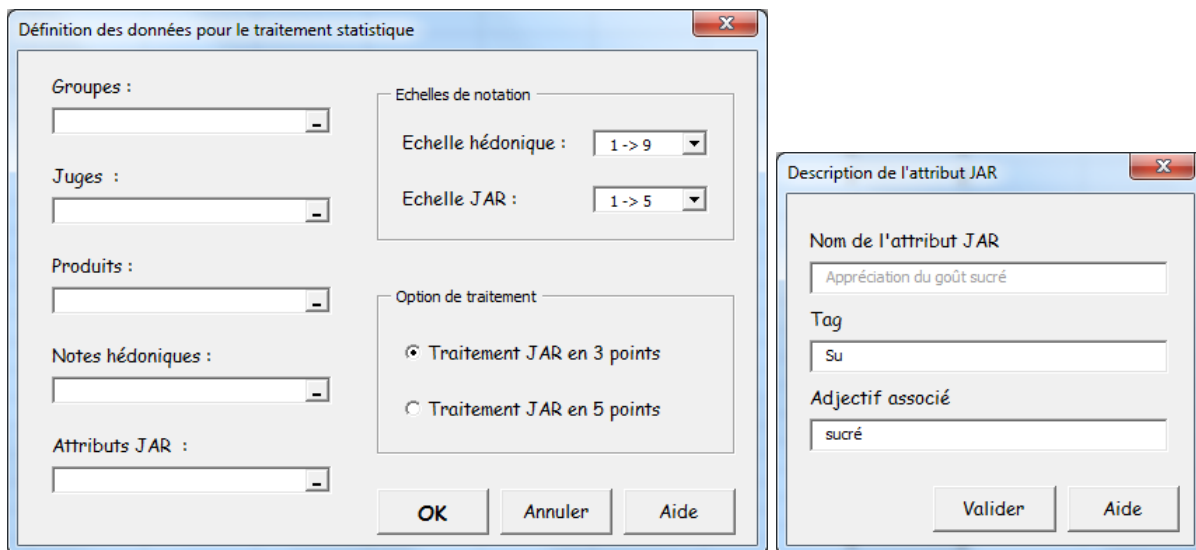 Définition des données pour le traitement statistique
Groupes :
Juges :
Produits :
Notes hédoniques :
Attributs JAR :
Echelles de notation
Echelle hédonique : 1 -> 9
Echelle JAR : 1 -> 5
Option de traitement
Traitement JAR en 3 points
Traitement JAR en 5 points
OK Annuler Aide
Description de l'attribut JAR
Nom de l'attribut JAR
Appréciation du goût sucré
Tag
Su
Adjectif associé
sucré
Valider Aide